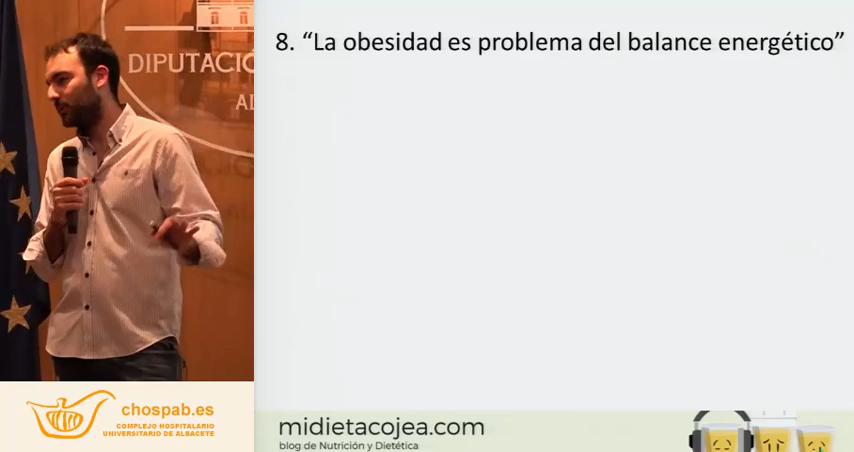 8. “La obesidad es problema del balance energético”
DIPUTACIÓ
AL
chospab.es
COMPLEJO HOSPITALARIO
UNIVERSITARIO DE ALBACETE
midietacojea.com
blog de Nutrición y Dietética